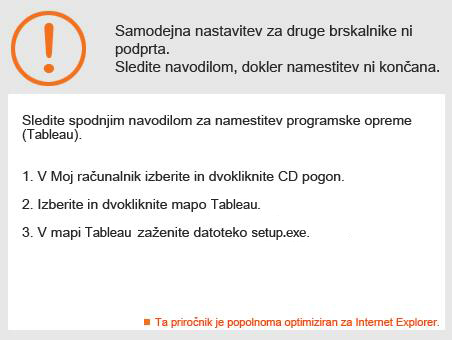 Samodejna nastavitev za druge brskalnike ni
podprta.
Sledite navodilom, dokler namestitev ni končana.
Sledite spodnjim navodilom za namestitev programske opreme
(Tableau).
1. V Moj računalnik izberite in dvokliknite CD pogon.
2. Izberite in dvokliknite mapo Tableau.
3. V mapi Tableau zaženite datoteko setup.exe.
Ta priročnik je popolnoma optimiziran za Internet Explorer.